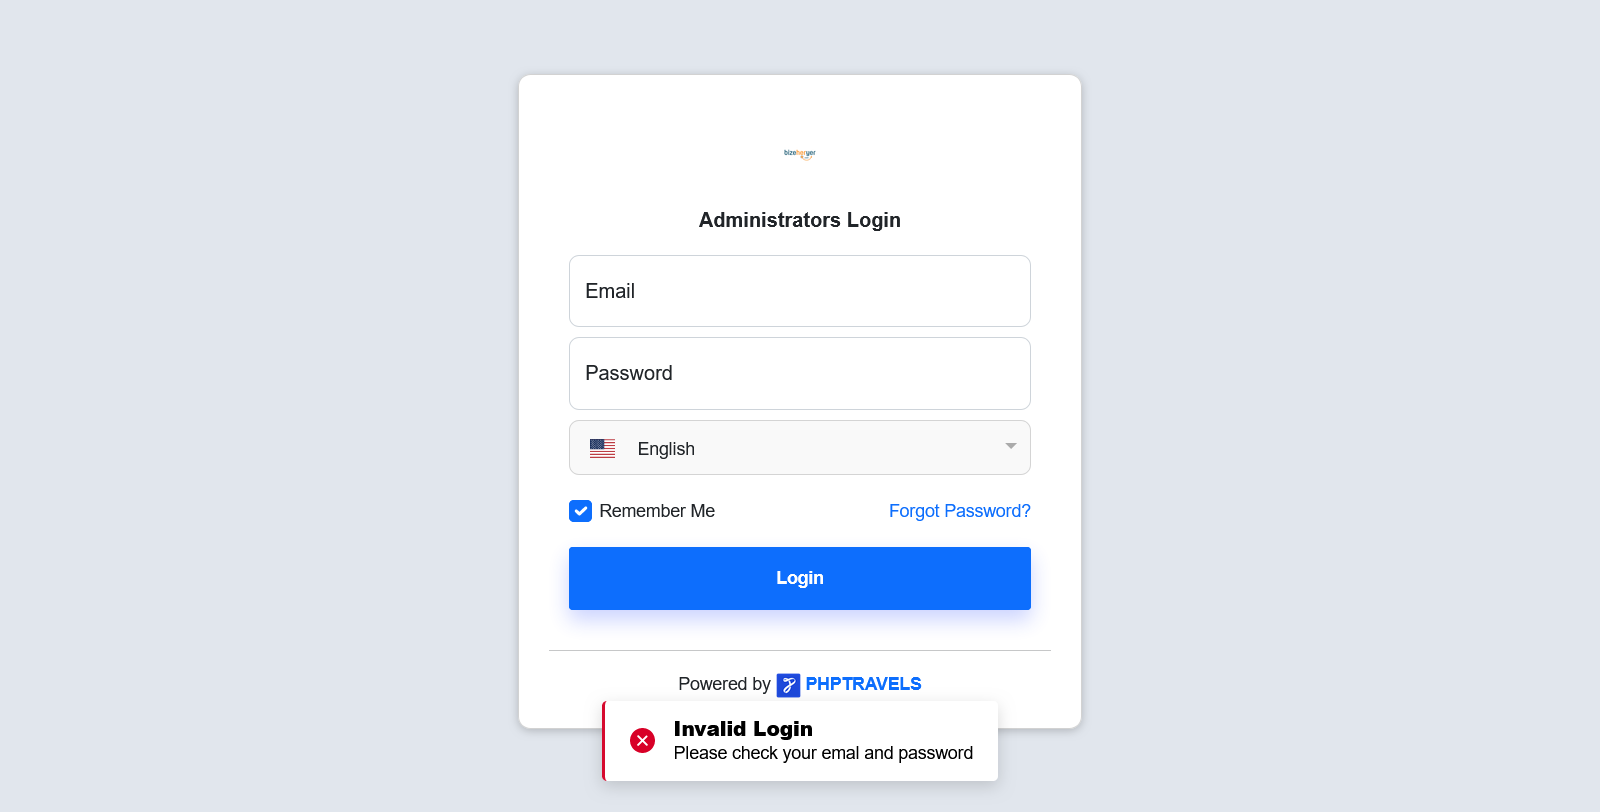 bizeheryer
Administrators Login
Email
Password
English
Remember Me
Forgot Password?
Login
Powered by PHPTRAVELS
Invalid Login
Please check your emal and password